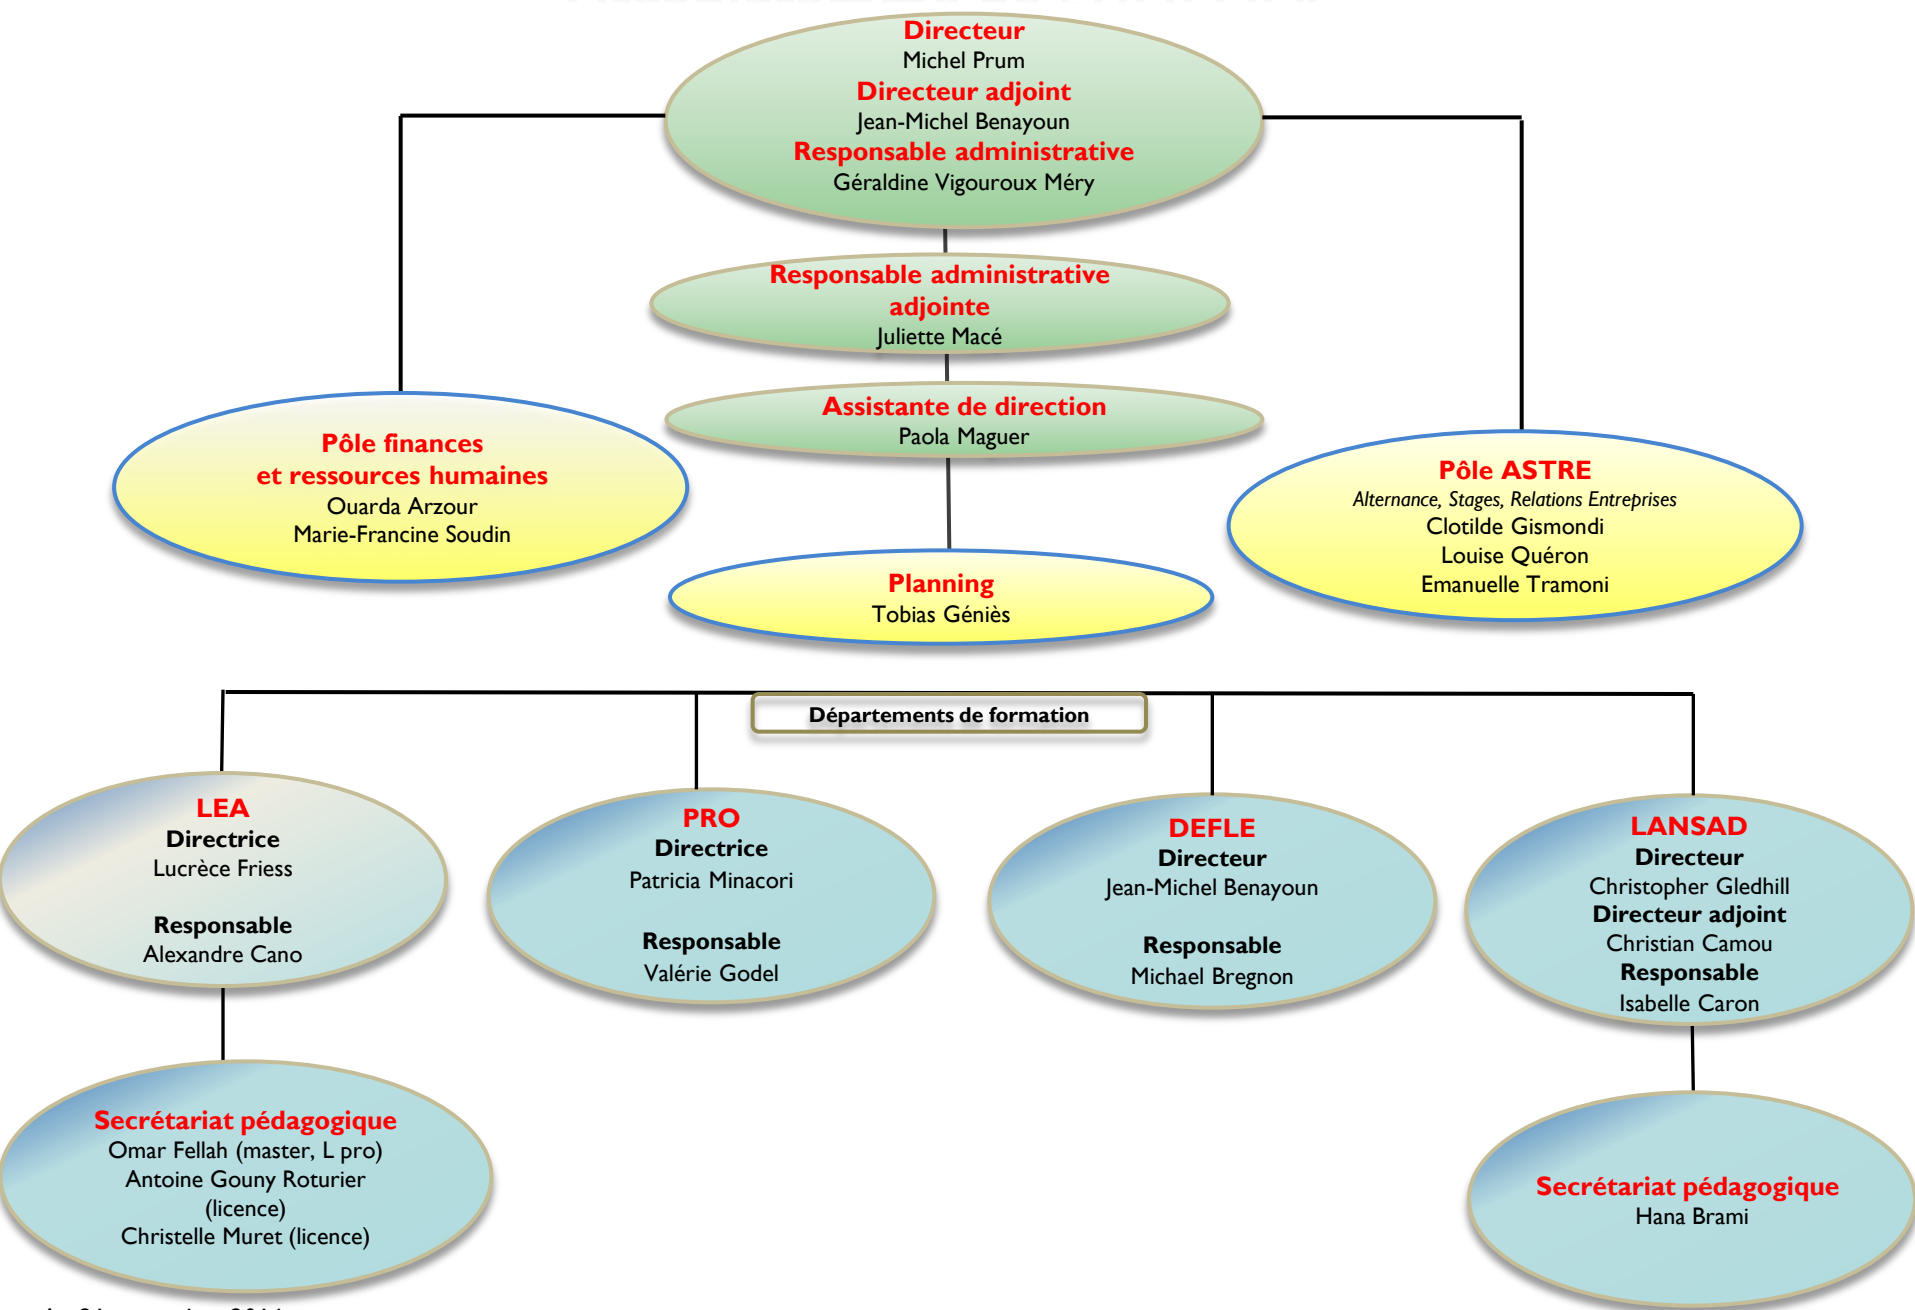 Directeur
Michel Prum
Directeur adjoint
Jean-Michel Benayoun
Responsable administrative
Géraldine Vigouroux Méry
Responsable administrative
adjointe
Juliette Macé
Assistante de direction
Paola Maguer
Pôle finances
et ressources humaines
Ouarda Arzour
Marie-Francine Soudin
Pôle ASTRE
Alternance, Stages, Relations Entreprises
Clotilde Gismondi
Louise Quéron
Emanuelle Tramoni
Planning
Tobias Géniès
Départements de formation
LEA
Directrice
Lucrèce Friess
Responsable
Alexandre Cano
PRO
Directrice
Patricia Minacori
Responsable
Valérie Godel
DEFLE
Directeur
Jean-Michel Benayoun
Responsable
Michael Bregnon
LANSAD
Directeur
Christopher Gledhill
Directeur adjoint
Christian Camou
Responsable
Isabelle Caron
Secrétariat pédagogique
Omar Fellah (master, L pro)
Antoine Gouny Roturier
(licence)
Christelle Muret (licence)
Secrétariat pédagogique
Hana Brami